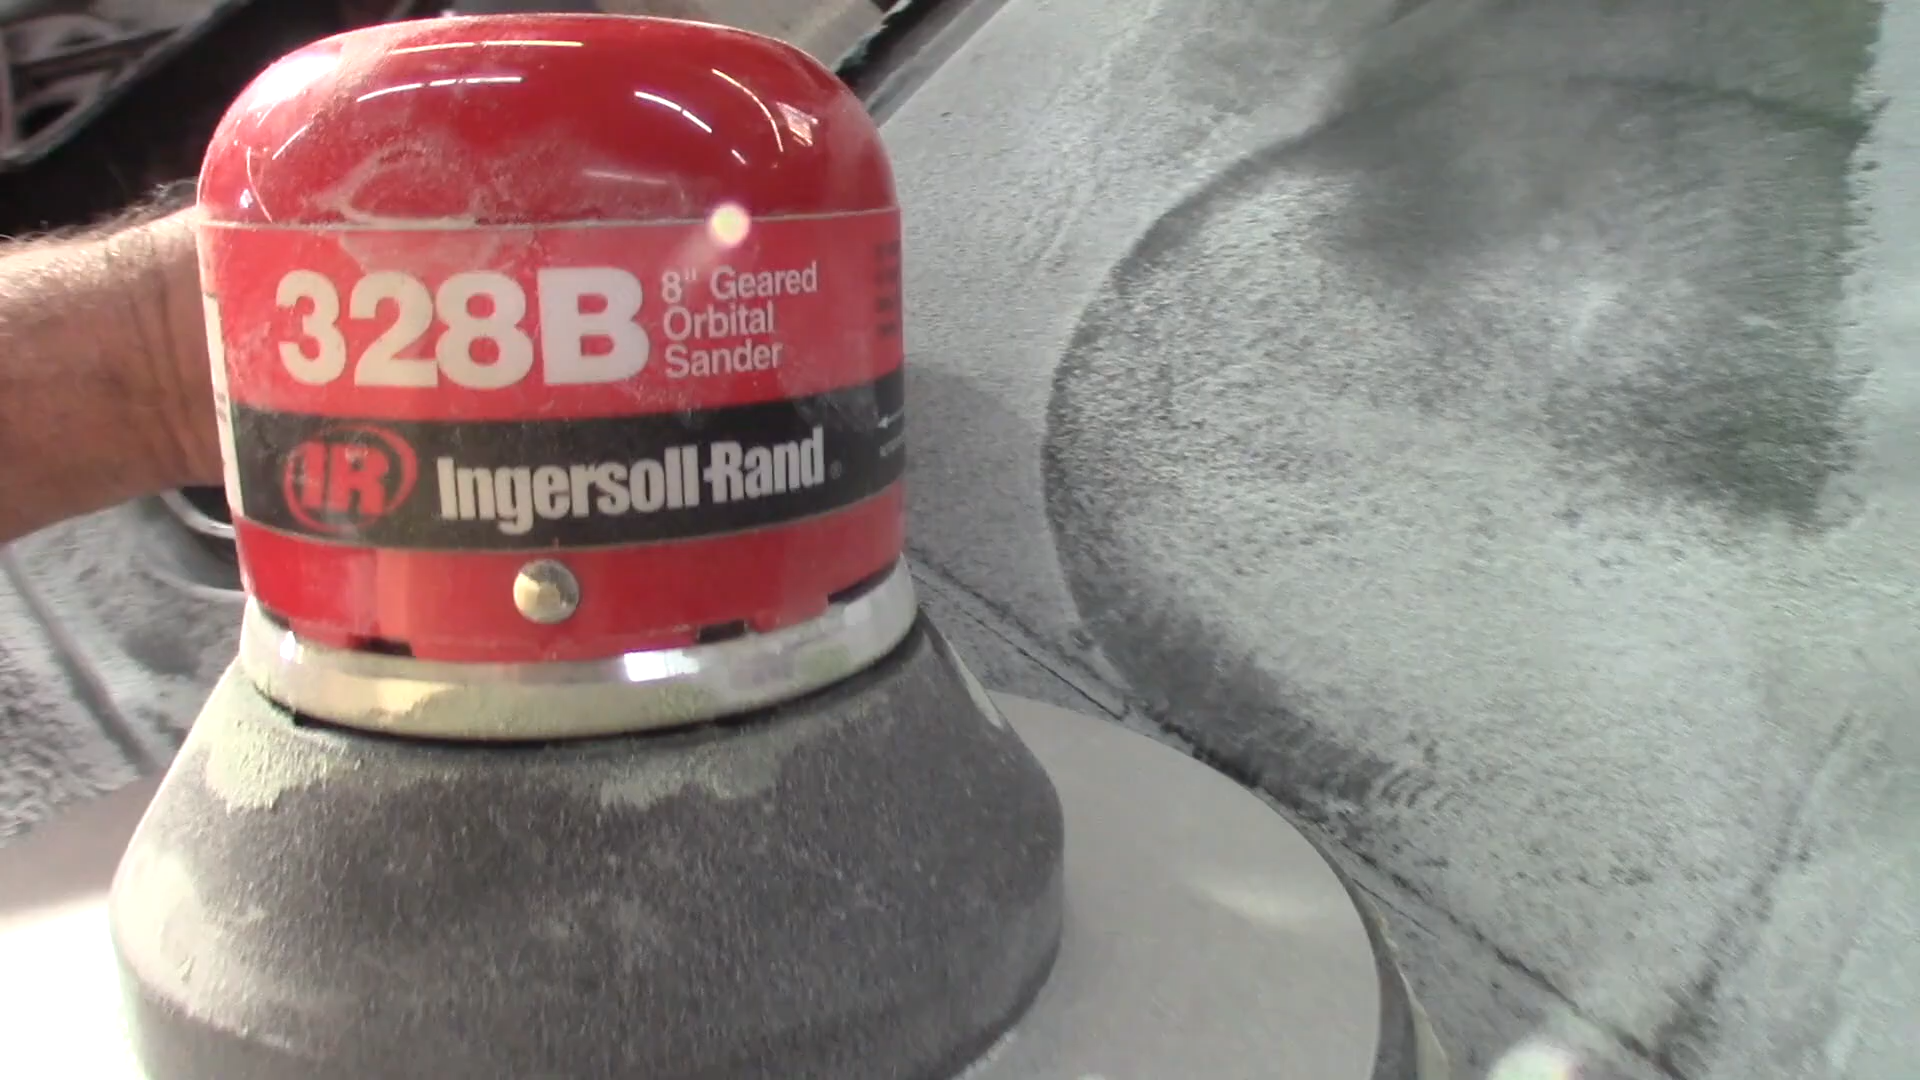 328B
8" Geared
Orbital
Sander
IR Ingersoll-Rand®